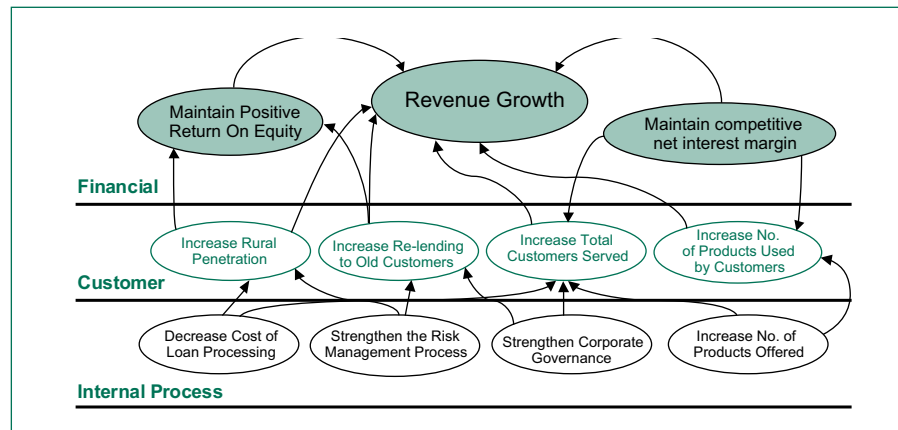 Revenue Growth
Maintain Positive
Return On Equity
Maintain competitive
net interest margin
Financial
Increase Rural
Penetration
Increase Re-lending
to Old Customers
Increase Total
Customers Served
Increase No.
of Products Used
by Customers
Customer
Decrease Cost of
Loan Processing
Strengthen the Risk
Management Process
Strengthen Corporate
Governance
Increase No. of
Products Offered
Internal Process